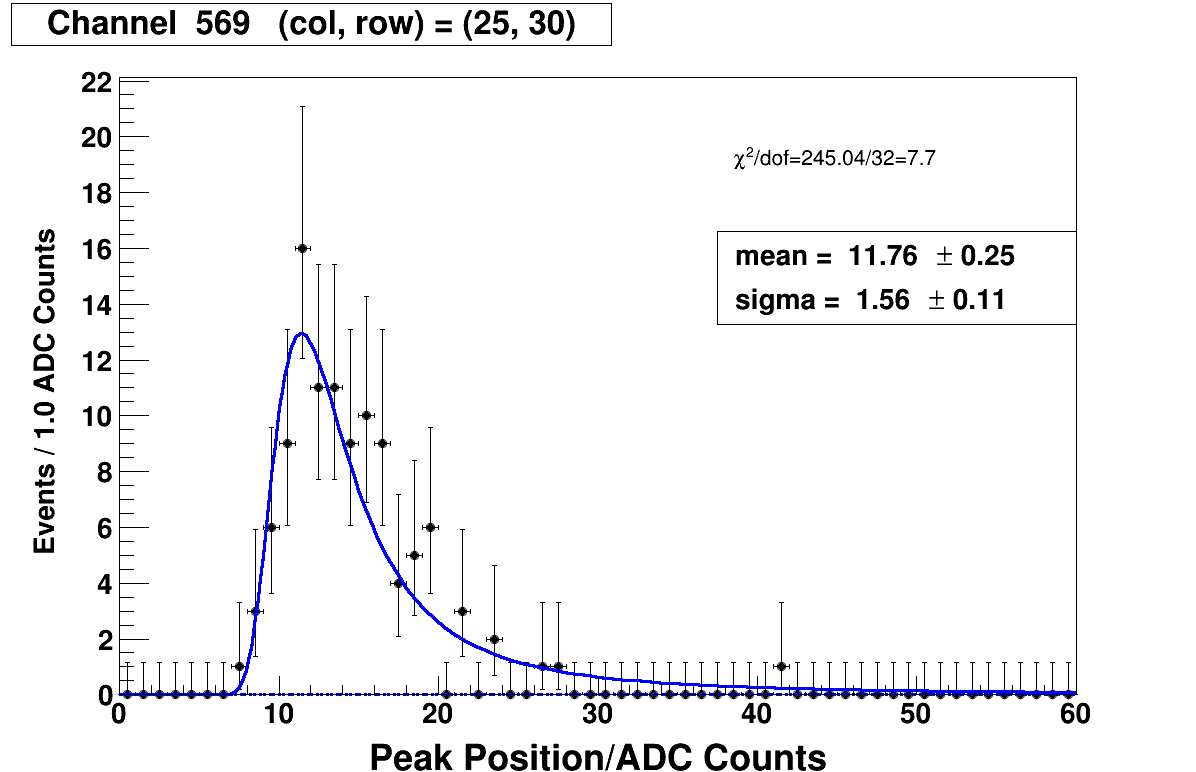 Channel 569 (col, row) = (25, 30)
22
20
18
16
14
12
10
8
6
4
2
0
Events / 1.0 ADC Counts
χ²/dof=245.04/32=7.7
mean = 11.76 ± 0.25
sigma = 1.56 ± 0.11
0 10 20 30 40 50 60
Peak Position/ADC Counts